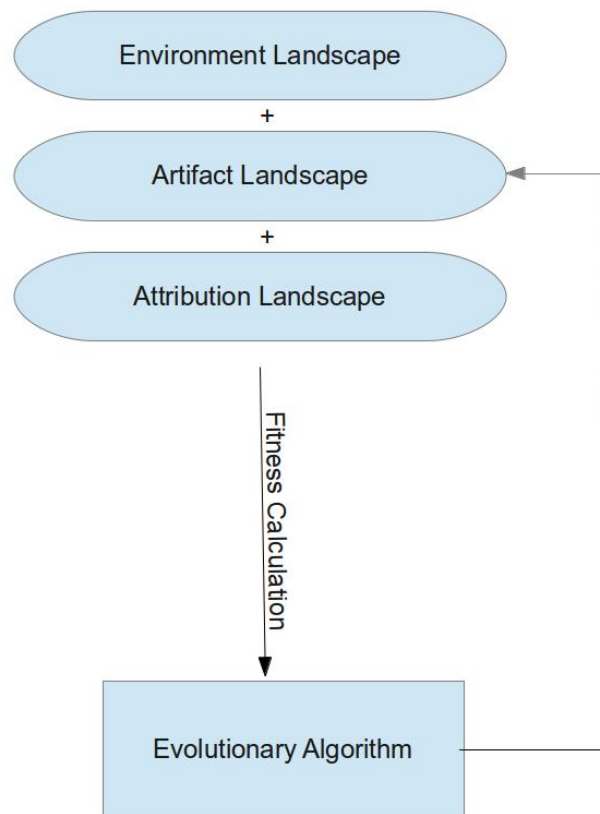 Environment Landscape
+
Artifact Landscape
+
Attribution Landscape
Fitness Calculation
Evolutionary Algorithm